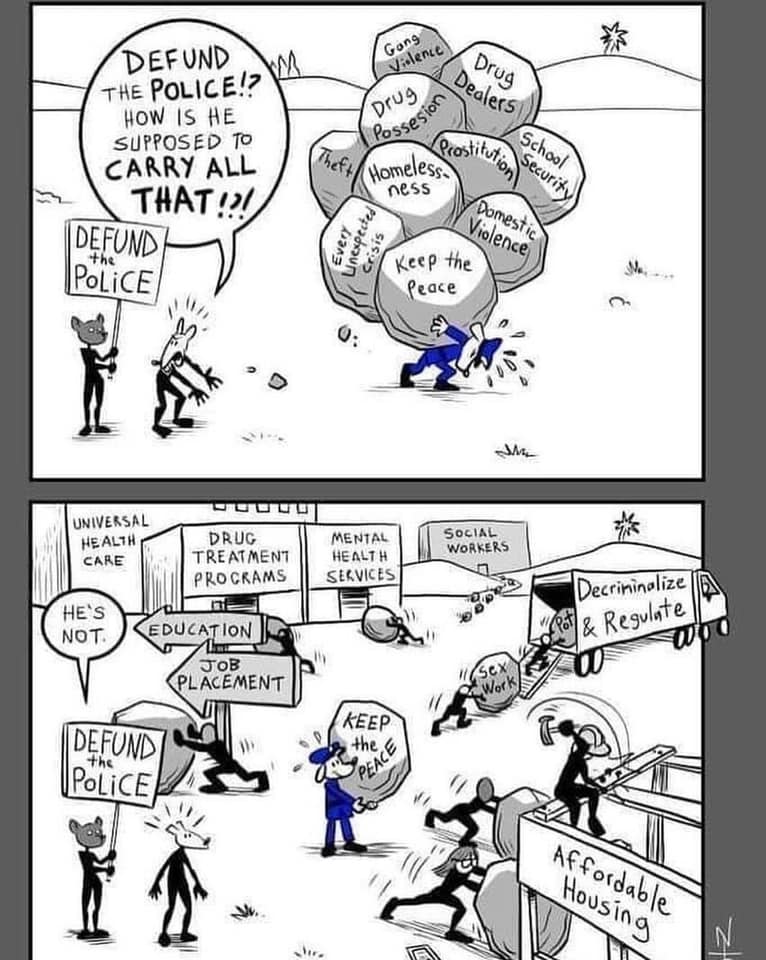 DEFUND
THE POLICE!?
HOW IS HE
SUPPOSED TO
CARRY ALL
THAT!?!
DEFUND
the
POLiCE
Gang
Violence
Drug
Dealers
Drug
Possesion
Theft
Homeless-
ness
Prostitution
School
Security
Every
Unexpected
Crisis
Domestic
Violence
Keep the
Peace
UNIVERSAL
HEALTH
CARE
DRUG
TREATMENT
PROGRAMS
MENTAL
HEALTH
SERVICES
SOCIAL
WORKERS
HE'S
NOT.
EDUCATION
JOB
PLACEMENT
Decriminalize
& Regulate
Pot
Sex
Work
KEEP
the
PEACE
DEFUND
the
POLiCE
Affordable
Housing